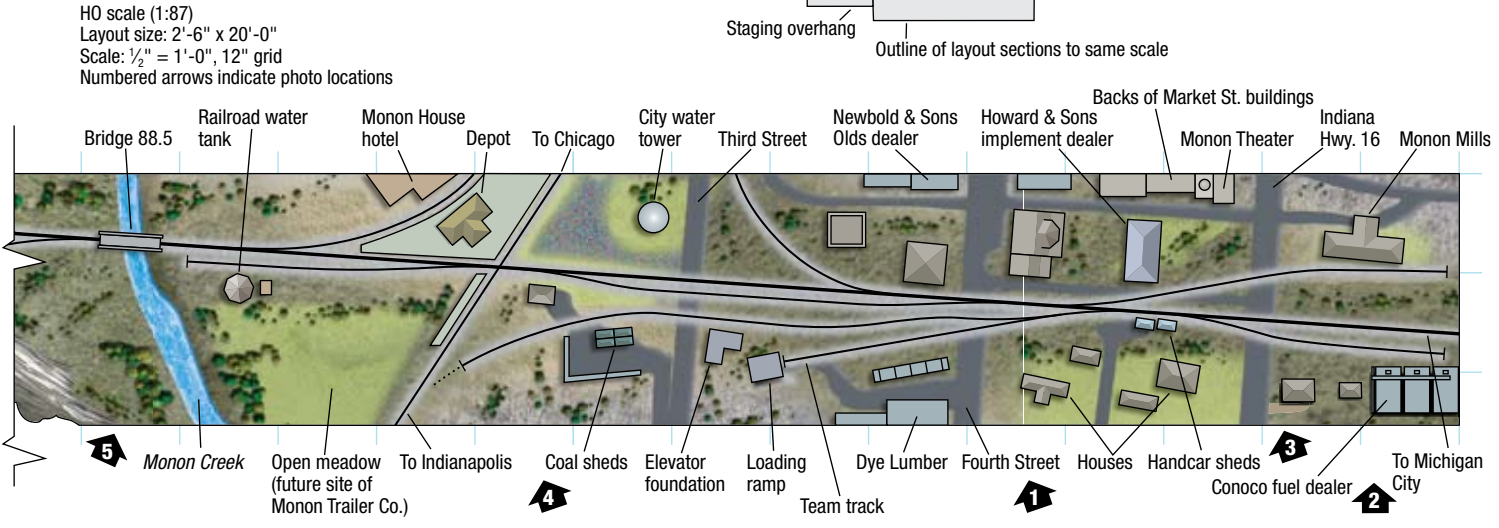 HO scale (1:87)
Layout size: 2'-6" x 20'-0"
Scale: ½" = 1'-0", 12" grid
Numbered arrows indicate photo locations
Staging overhang
Outline of layout sections to same scale
Bridge 88.5
Railroad water
tank
Monon House
hotel
Depot
To Chicago
City water
tower
Third Street
Newbold & Sons
Olds dealer
Howard & Sons
implement dealer
Backs of Market St. buildings
Monon Theater
Indiana
Hwy. 16
Monon Mills
5
Monon Creek
Open meadow
(future site of
Monon Trailer Co.)
To Indianapolis
4
Coal sheds
Elevator
foundation
Loading
ramp
Team track
Dye Lumber
Fourth Street
1
Houses
Handcar sheds
3
Conoco fuel dealer
2
To Michigan
City